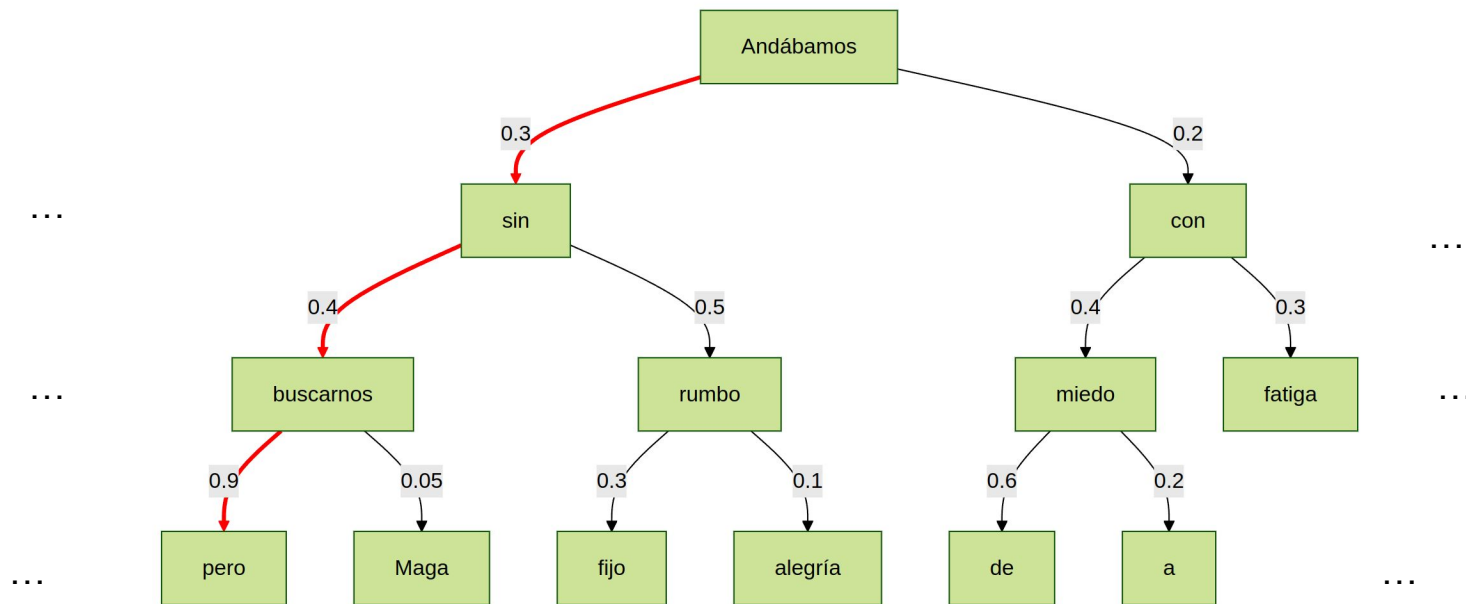 Andábamos
0.3 0.2
... sin con ...
0.4 0.5 0.4 0.3
... buscarnos rumbo miedo fatiga ...
0.9 0.05 0.3 0.1 0.6 0.2
... pero Maga fijo alegría de a ...